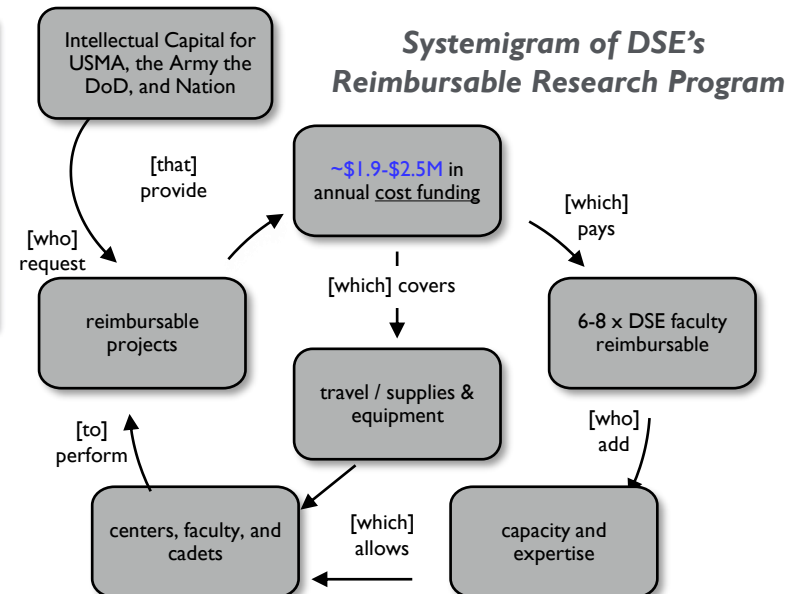 Systemigram of DSE's
Reimbursable Research Program
Intellectual Capital for
USMA, the Army the
DoD, and Nation
[that]
provide
~$1.9-$2.5M in
annual cost funding
[which]
pays
[who]
request
[which] covers
reimbursable
projects
6-8 x DSE faculty
reimbursable
travel / supplies &
equipment
[to]
perform
[who]
add
centers, faculty, and
cadets
[which]
allows
capacity and
expertise